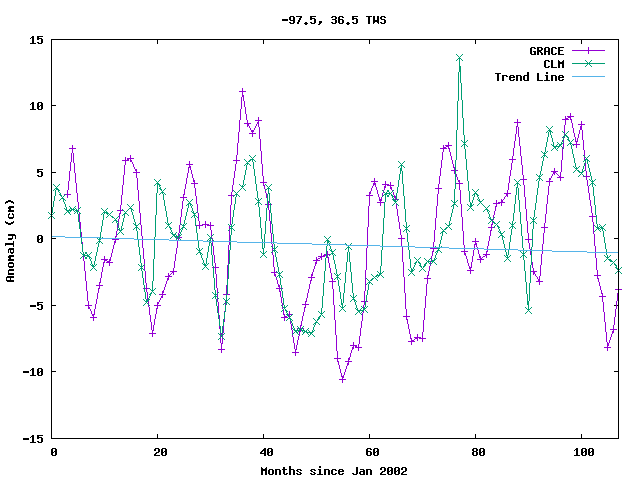 -97.5, 36.5 TWS
GRACE
CLM
Trend Line
15
10
5
0
-5
-10
-15
Anomaly (cm)
0 20 40 60 80 100
Months since Jan 2002